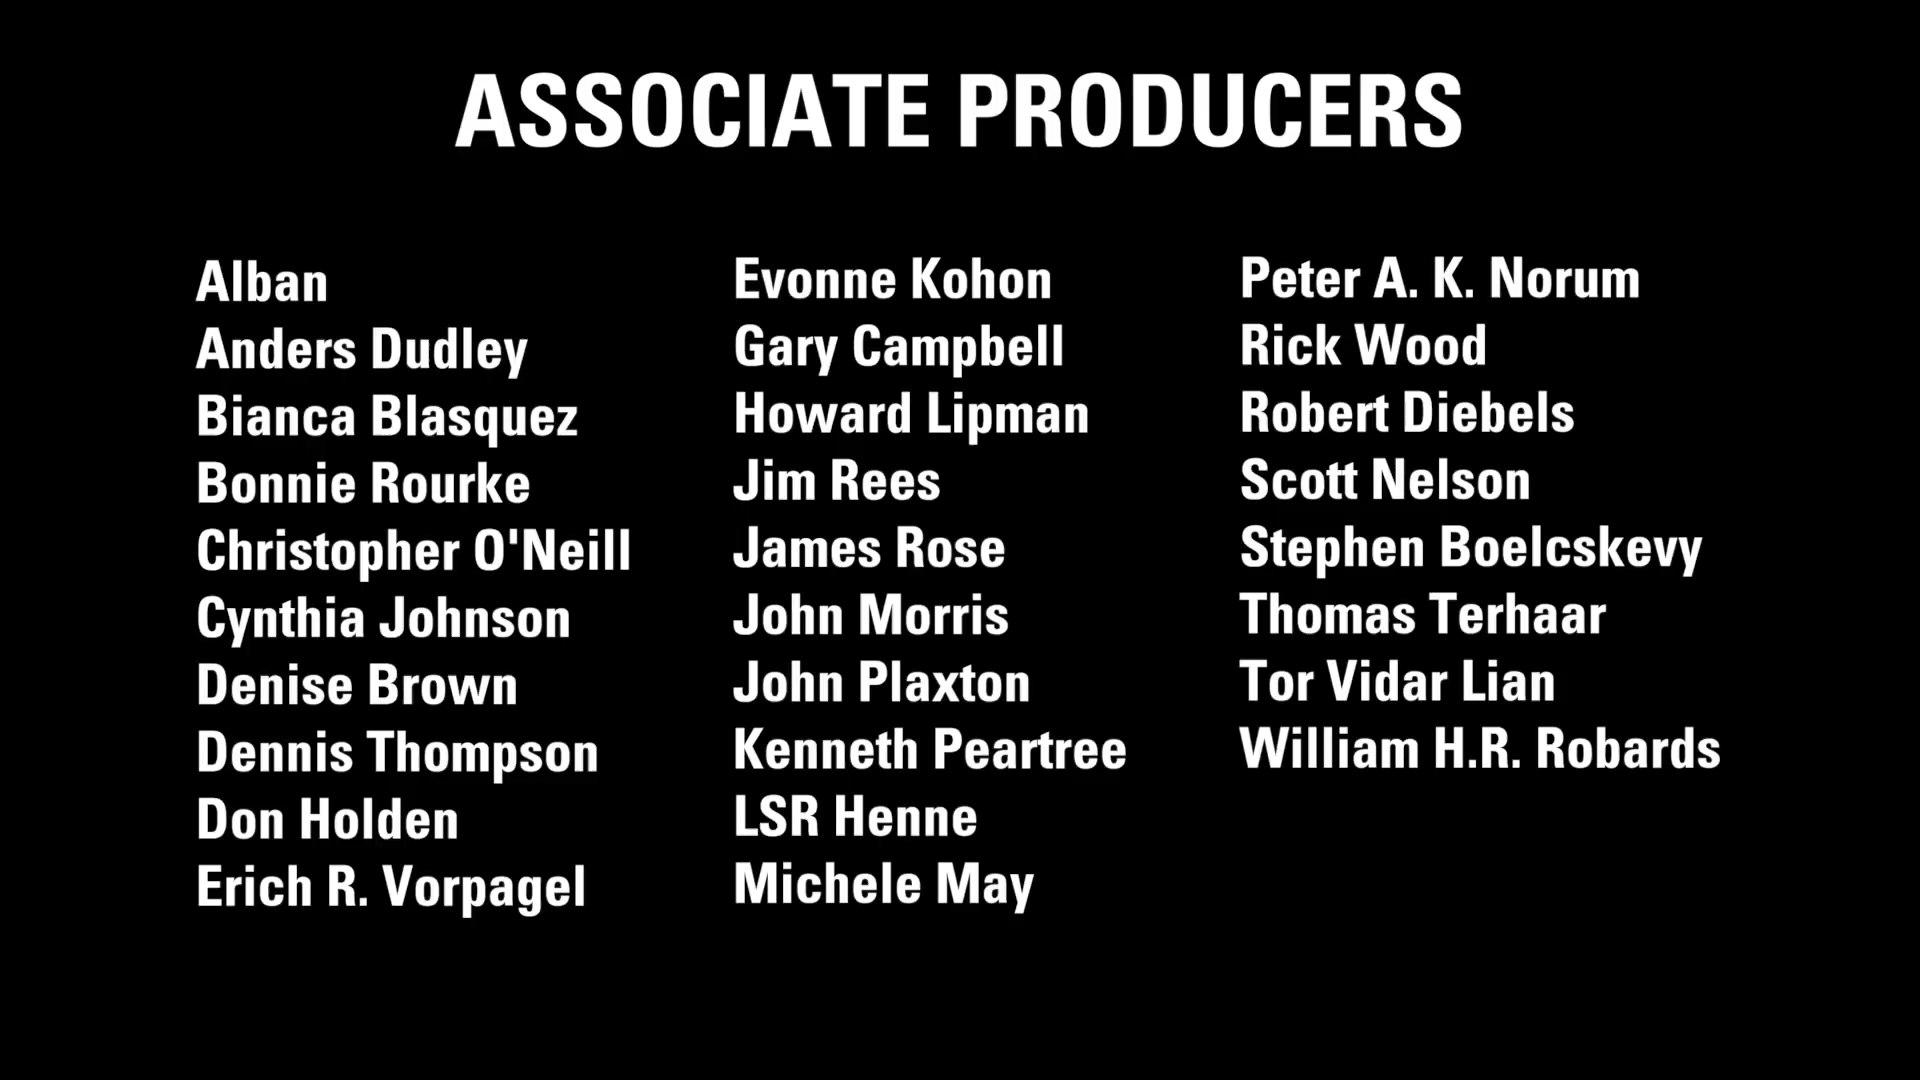 ASSOCIATE PRODUCERS
Alban
Anders Dudley
Bianca Blasquez
Bonnie Rourke
Christopher O'Neill
Cynthia Johnson
Denise Brown
Dennis Thompson
Don Holden
Erich R. Vorpagel
Evonne Kohon
Gary Campbell
Howard Lipman
Jim Rees
James Rose
John Morris
John Plaxton
Kenneth Peartree
LSR Henne
Michele May
Peter A. K. Norum
Rick Wood
Robert Diebels
Scott Nelson
Stephen Boelcskevy
Thomas Terhaar
Tor Vidar Lian
William H.R. Robards